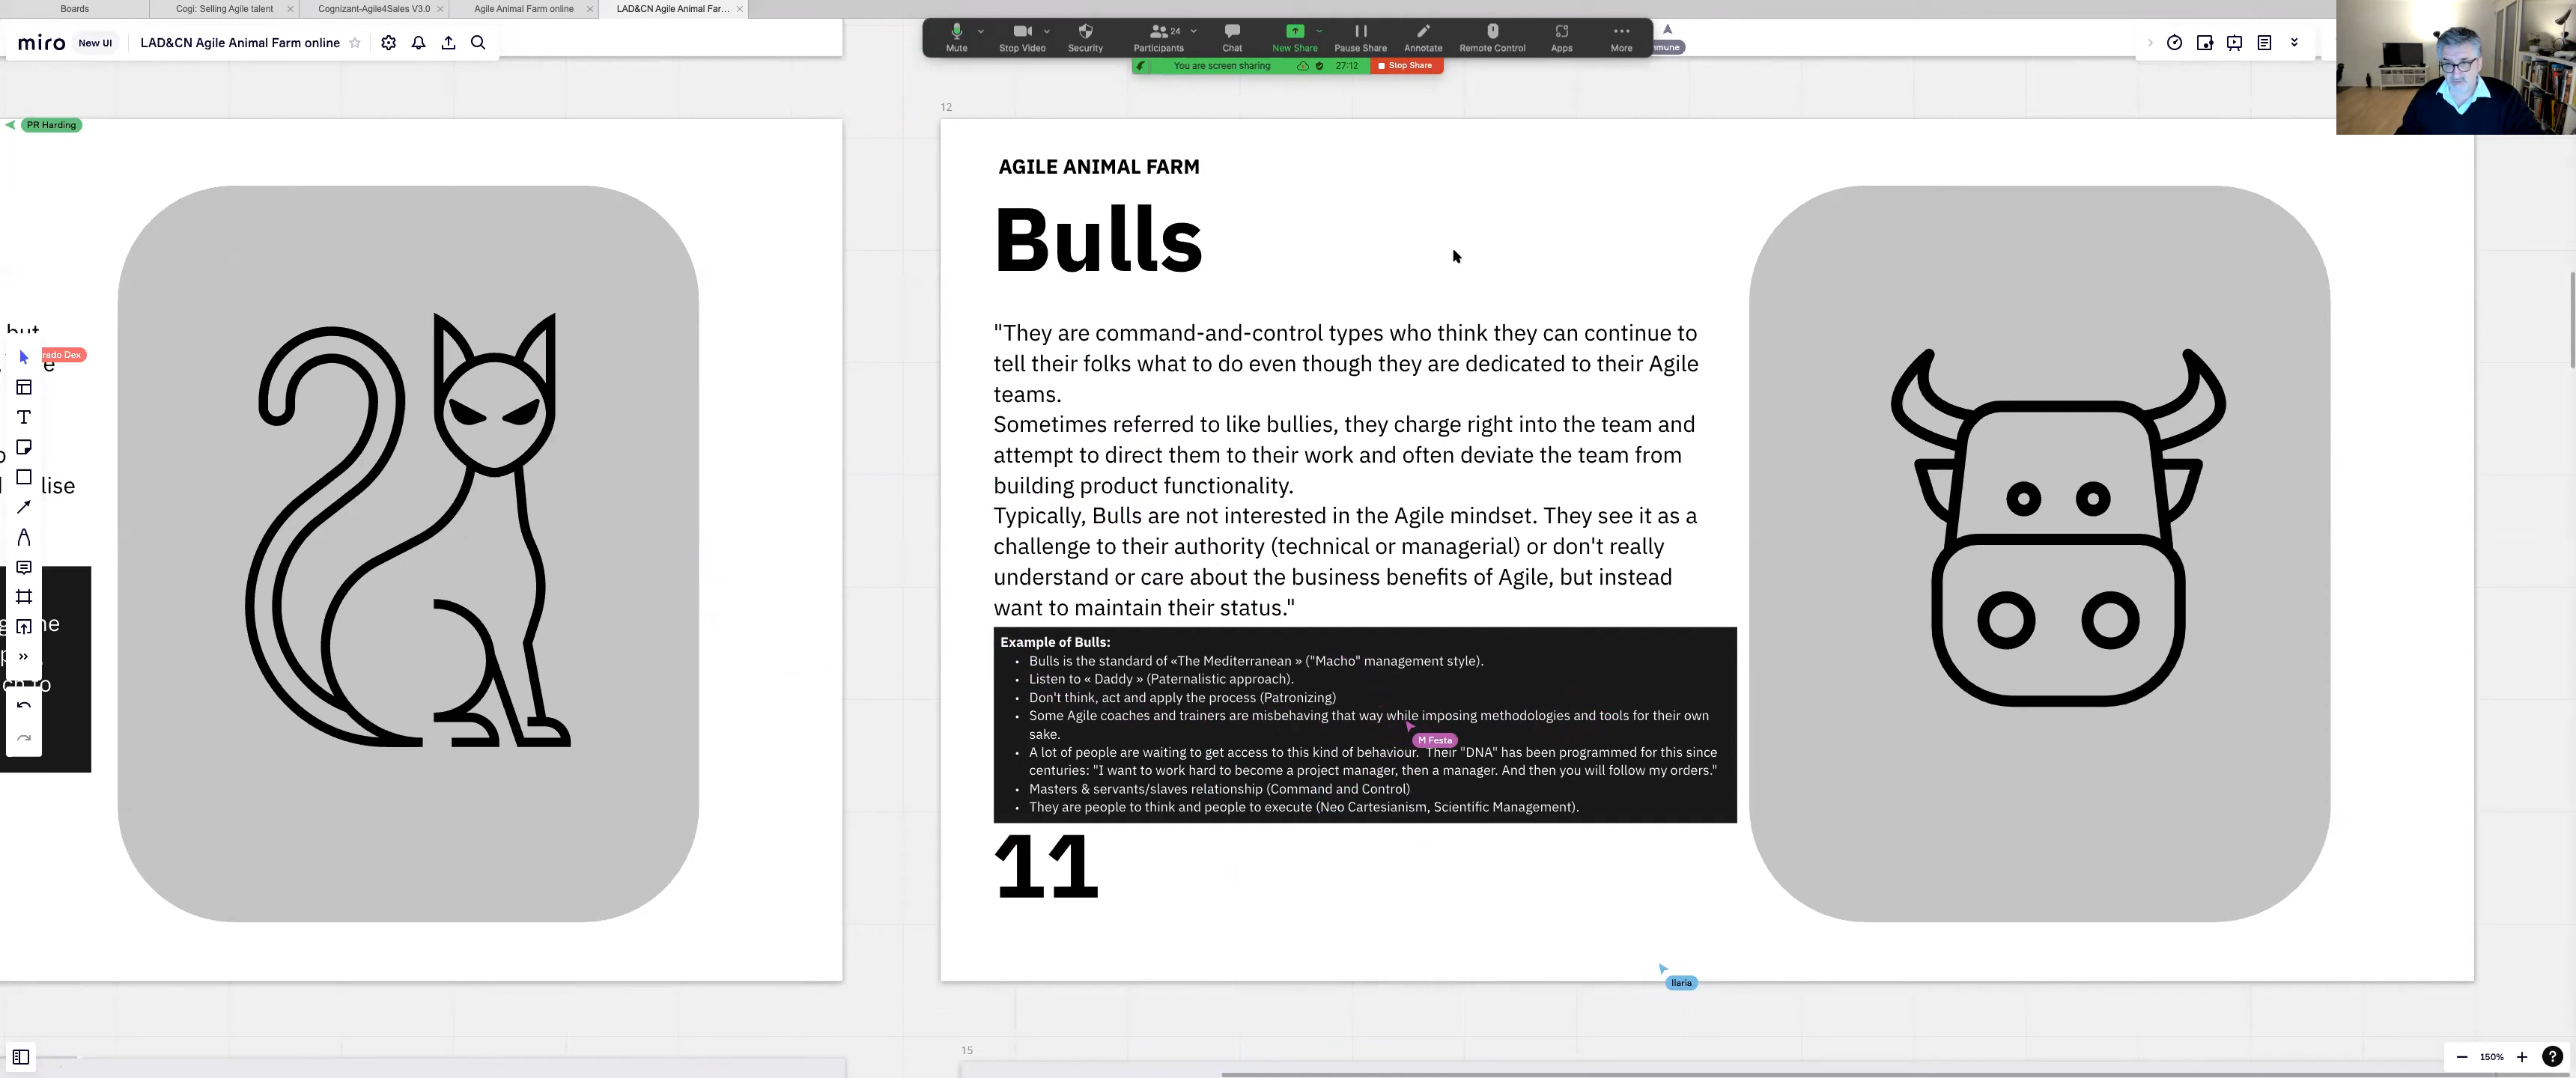 Boards
Cogi: Selling Agile talent
Cognizant-Agile4Sales V3.0
Agile Animal Farm online
LAD&CN Agile Animal Far...
miro
New UI
LAD&CN Agile Animal Farm online
Mute
Stop Video
Security
24
Participants
Chat
New Share
Pause Share
Annotate
Remote Control
Apps
More
mmune
You are screen sharing
27:12
Stop Share
PR Harding
but
rado Dex
e
lise
ne
to
12
AGILE ANIMAL FARM
Bulls
"They are command-and-control types who think they can continue to
tell their folks what to do even though they are dedicated to their Agile
teams.
Sometimes referred to like bullies, they charge right into the team and
attempt to direct them to their work and often deviate the team from
building product functionality.
Typically, Bulls are not interested in the Agile mindset. They see it as a
challenge to their authority (technical or managerial) or don't really
understand or care about the business benefits of Agile, but instead
want to maintain their status."
Example of Bulls:
• Bulls is the standard of «The Mediterranean » ("Macho" management style).
• Listen to « Daddy » (Paternalistic approach).
• Don't think, act and apply the process (Patronizing)
• Some Agile coaches and trainers are misbehaving that way while imposing methodologies and tools for their own
sake.
M Festa
• A lot of people are waiting to get access to this kind of behaviour. Their "DNA" has been programmed for this since
centuries: "I want to work hard to become a project manager, then a manager. And then you will follow my orders."
• Masters & servants/slaves relationship (Command and Control)
• They are people to think and people to execute (Neo Cartesianism, Scientific Management).
11
Ilaria
15
150%